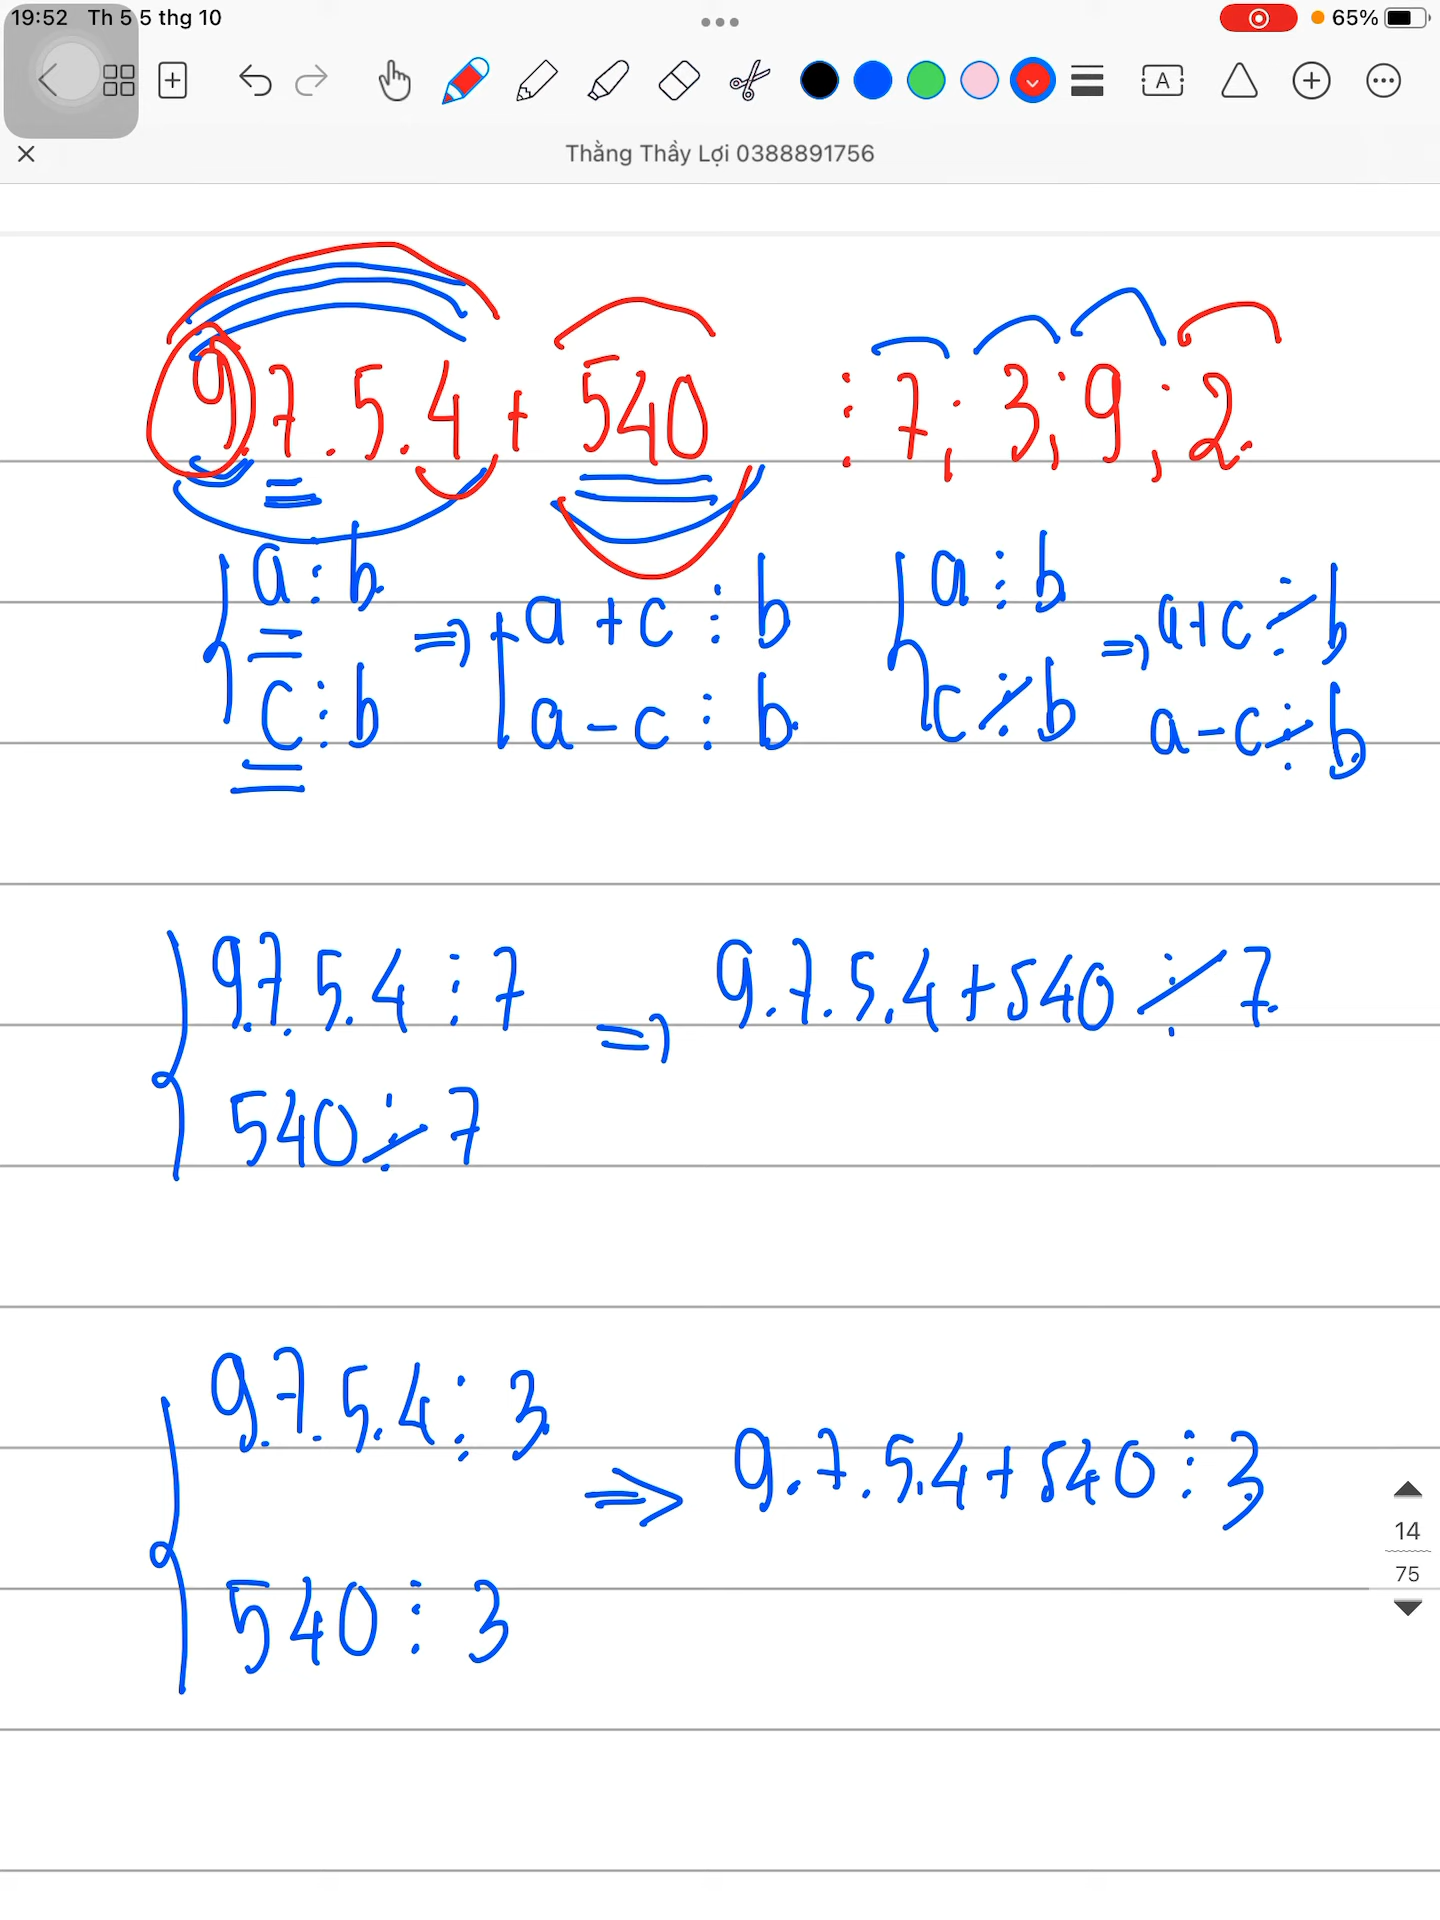 19:52 Th 5 5 thg 10
65%
A
Thằng Thầy Lợi 0388891756
9.7.5.4 + 540 ⋮ 7; 3; 9; 2.
a ⋮ b
c ⋮ b
=> a + c ⋮ b
a - c ⋮ b
a ⋮ b
c ⋮̸ b
=> a+c ⋮̸ b
a - c ⋮̸ b
9.7.5.4 ⋮ 7
540 ⋮̸ 7
=> 9.7.5.4+540 ⋮̸ 7.
9.7.5.4 ⋮ 3
540 ⋮ 3
=> 9.7.5.4+540 ⋮ 3
14
75